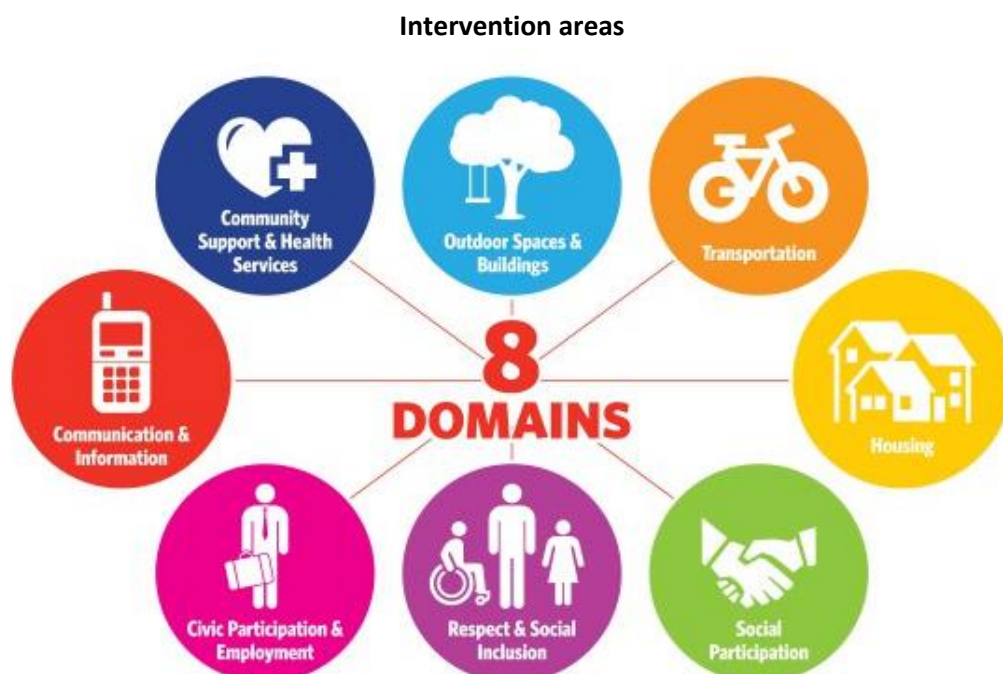 Intervention areas
Community
Support & Health
Services
Outdoor Spaces &
Buildings
Transportation
Communication &
Information
8
DOMAINS
Housing
Civic Participation &
Employment
Respect & Social
Inclusion
Social
Participation